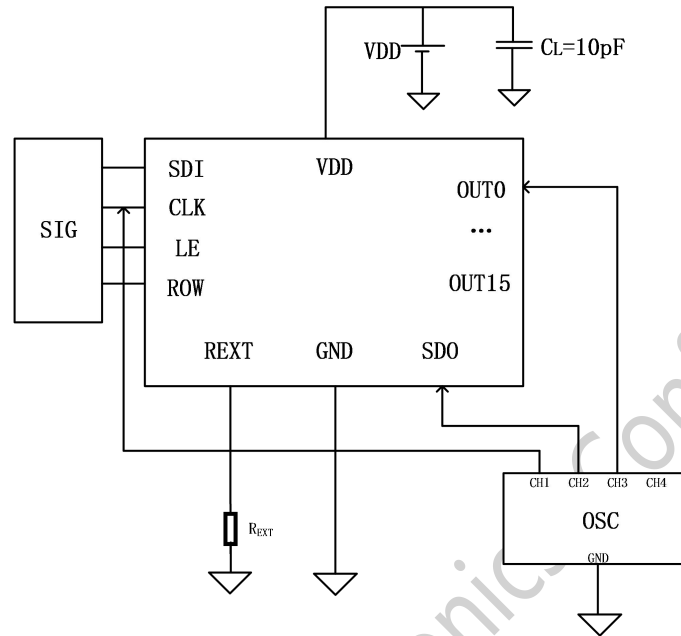 VDD
CL=10pF
SIG
SDI
CLK
LE
ROW
VDD
OUT0
...
OUT15
REXT
GND
SDO
REXT
CH1 CH2 CH3 CH4
OSC
GND